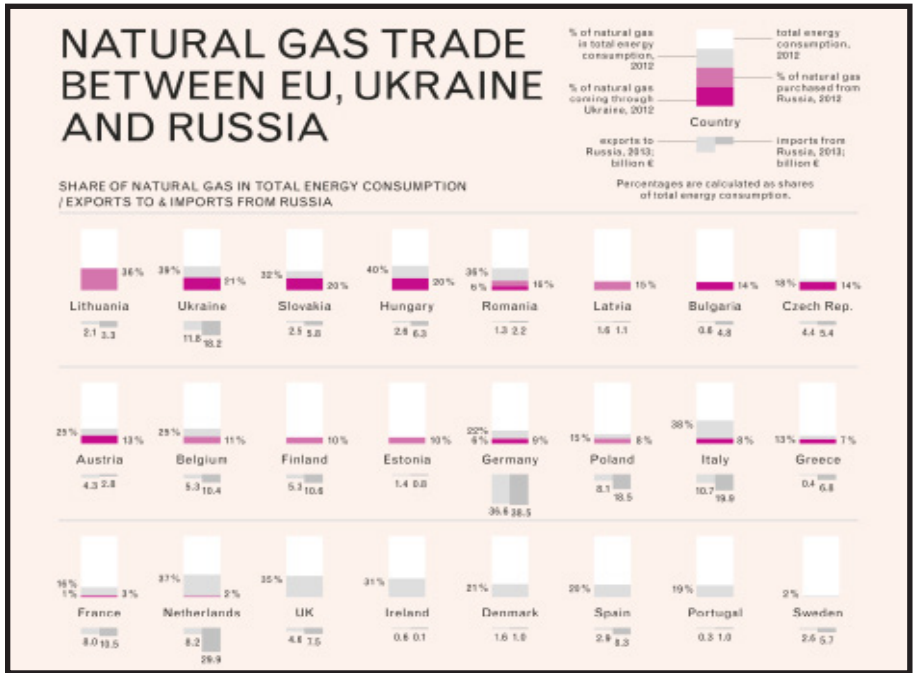 NATURAL GAS TRADE
BETWEEN EU, UKRAINE
AND RUSSIA
% of natural gas
in total energy
consumption,
2012
total energy
consumption,
2012
% of natural gas
coming through
Ukraine, 2012
% of natural gas
purchased from
Russia, 2012
Country
exports to
Russia, 2013;
billion €
imports from
Russia, 2013;
billion €
Percentages are calculated as shares
of total energy consumption.
SHARE OF NATURAL GAS IN TOTAL ENERGY CONSUMPTION
/ EXPORTS TO & IMPORTS FROM RUSSIA
36% 39% 21% 32% 20% 40% 20% 36% 6% 16% 15% 14% 18% 14%
Lithuania Ukraine Slovakia Hungary Romania Latvia Bulgaria Czech Rep.
2.1 3.3 11.8 18.2 2.5 5.8 2.6 6.3 1.3 2.2 1.6 1.1 0.6 4.8 4.4 5.4
25% 13% 25% 11% 10% 10% 22% 6% 9% 15% 8% 38% 8% 13% 7%
Austria Belgium Finland Estonia Germany Poland Italy Greece
4.3 2.8 5.3 10.4 5.3 10.6 1.4 0.8 36.6 38.5 8.1 18.5 10.7 19.9 0.4 6.8
16% 1% 3% 37% 2% 35% 31% 21% 20% 19% 2%
France Netherlands UK Ireland Denmark Spain Portugal Sweden
8.0 10.5 8.2 29.9 4.8 7.5 0.6 0.1 1.6 1.0 2.9 8.3 0.3 1.0 2.6 5.7